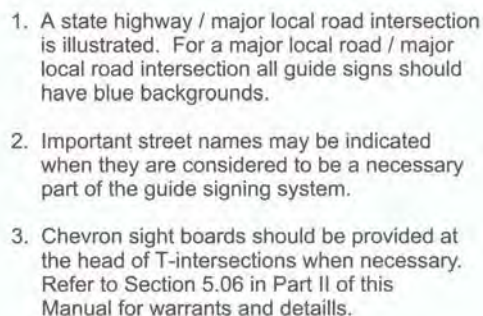 1. A state highway / major local road intersection
is illustrated. For a major local road / major
local road intersection all guide signs should
have blue backgrounds.
2. Important street names may be indicated
when they are considered to be a necessary
part of the guide signing system.
3. Chevron sight boards should be provided at
the head of T-intersections when necessary.
Refer to Section 5.06 in Part II of this
Manual for warrants and detaills.